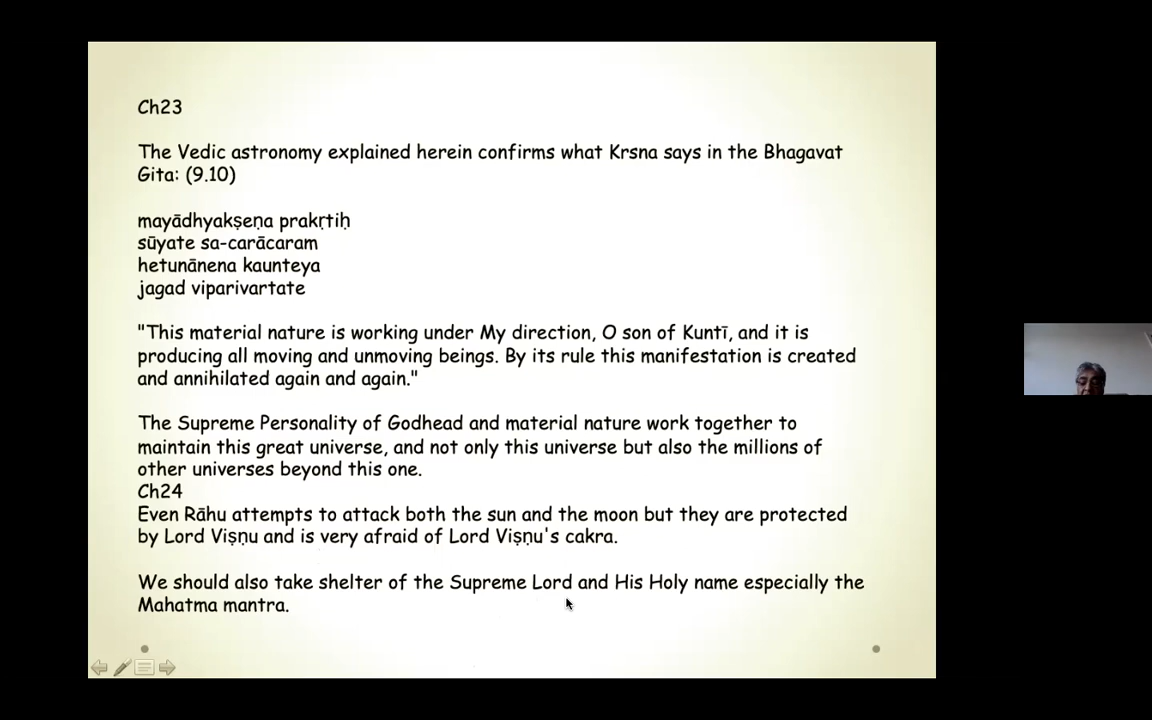 Ch23
The Vedic astronomy explained herein confirms what Krsna says in the Bhagavat
Gita: (9.10)
mayādhyakṣeṇa prakṛtiḥ
sūyate sa-carācaram
hetunānena kaunteya
jagad viparivartate
"This material nature is working under My direction, O son of Kuntī, and it is
producing all moving and unmoving beings. By its rule this manifestation is created
and annihilated again and again."
The Supreme Personality of Godhead and material nature work together to
maintain this great universe, and not only this universe but also the millions of
other universes beyond this one.
Ch24
Even Rāhu attempts to attack both the sun and the moon but they are protected
by Lord Viṣṇu and is very afraid of Lord Viṣṇu's cakra.
We should also take shelter of the Supreme Lord and His Holy name especially the
Mahatma mantra.